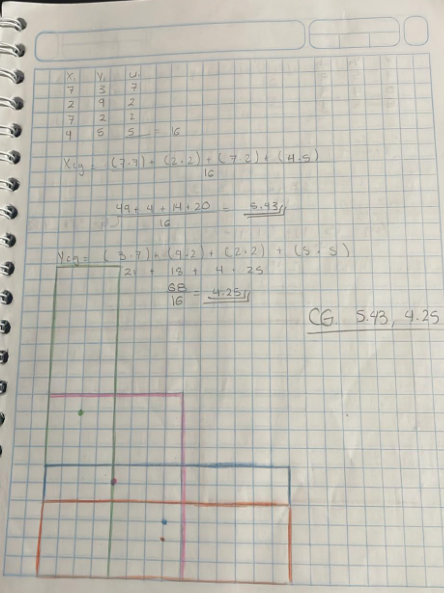 X₁ Y₁ U
7 3 7
2 9 2
7 2 2
4 5 5 = 16
Xcg = (7·7) + (2·2) + (7·2) + (4·5)
16
49 + 4 + 14 + 20 = 5.43
16
Ycg = (3·7) + (9·2) + (2·2) + (5·5)
21 + 18 + 4 + 25
68 = 4.25
16
CG 5.43, 4.25